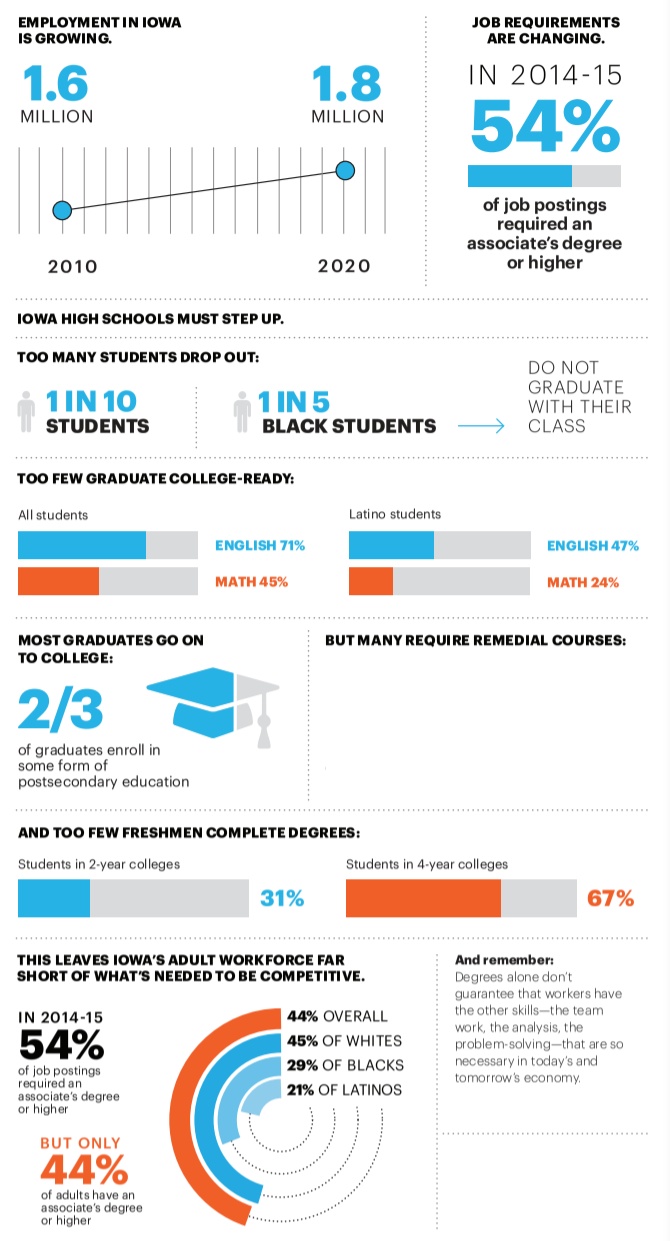 EMPLOYMENT IN IOWA
IS GROWING.
1.6
MILLION
1.8
MILLION
2010
2020
JOB REQUIREMENTS
ARE CHANGING.
IN 2014-15
54%
of job postings
required an
associate's degree
or higher
IOWA HIGH SCHOOLS MUST STEP UP.
TOO MANY STUDENTS DROP OUT:
1 IN 10
STUDENTS
1 IN 5
BLACK STUDENTS
DO NOT
GRADUATE
WITH THEIR
CLASS
TOO FEW GRADUATE COLLEGE-READY:
All students
ENGLISH 71%
MATH 45%
Latino students
ENGLISH 47%
MATH 24%
MOST GRADUATES GO ON
TO COLLEGE:
2/3
of graduates enroll in
some form of
postsecondary education
BUT MANY REQUIRE REMEDIAL COURSES:
AND TOO FEW FRESHMEN COMPLETE DEGREES:
Students in 2-year colleges
31%
Students in 4-year colleges
67%
THIS LEAVES IOWA'S ADULT WORKFORCE FAR
SHORT OF WHAT'S NEEDED TO BE COMPETITIVE.
IN 2014-15
54%
of job postings
required an
associate's degree
or higher
BUT ONLY
44%
of adults have an
associate's degree
or higher
44% OVERALL
45% OF WHITES
29% OF BLACKS
21% OF LATINOS
And remember:
Degrees alone don't
guarantee that workers have
the other skills—the team
work, the analysis, the
problem-solving—that are so
necessary in today's and
tomorrow's economy.